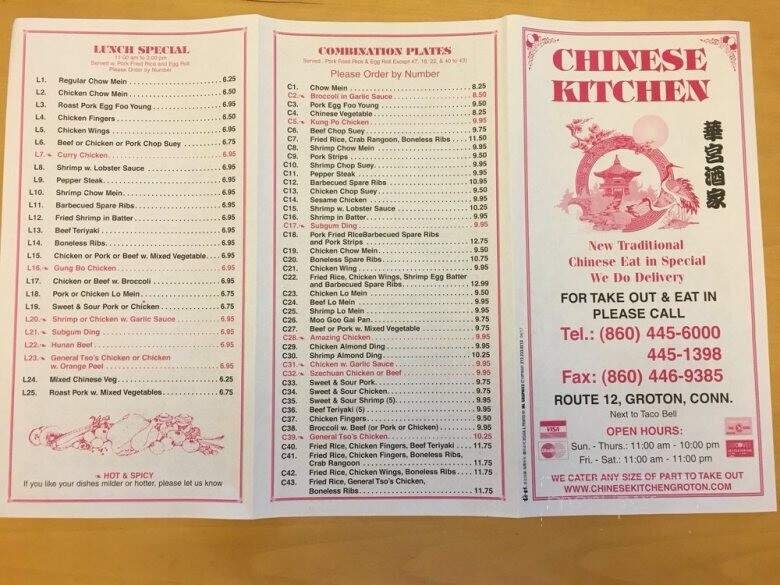 LUNCH SPECIAL
11:00 am to 3:00 pm
Served w. Pork Fried Rice and Egg Roll
Please Order by Number
L1. Regular Chow Mein 6.25
L2. Chicken Chow Mein 6.50
L3. Roast Pork Egg Foo Young 6.95
L4. Chicken Fingers 6.50
L5. Chicken Wings 6.95
L6. Beef or Chicken or Pork Chop Suey 6.75
L7. Curry Chicken 6.95
L8. Shrimp w. Lobster Sauce 6.95
L9. Pepper Steak 6.95
L10. Shrimp Chow Mein 6.95
L11. Barbecued Spare Ribs 6.95
L12. Fried Shrimp in Batter 6.95
L13. Beef Teriyaki 6.95
L14. Boneless Ribs 6.95
L15. Chicken or Pork or Beef w. Mixed Vegetable 6.95
L16. Gung Bo Chicken 6.95
L17. Chicken or Beef w. Broccoli 6.95
L18. Pork or Chicken Lo Mein 6.75
L19. Sweet & Sour Pork or Chicken 6.75
L20. Shrimp or Chicken w. Garlic Sauce 6.95
L21. Subgum Ding 6.95
L22. Hunan Beef 6.95
L23. General Tso's Chicken or Chicken
w. Orange Peel 6.95
L24. Mixed Chinese Veg 6.25
L25. Roast Pork w. Mixed Vegetables 6.75
HOT & SPICY
If you like your dishes milder or hotter, please let us know
COMBINATION PLATES
Served : Pork Fried Rice & Egg Roll Except #7, 18, 22, & 40 to 43)
Please Order by Number
C1. Chow Mein 8.25
C2. Broccoli in Garlic Sauce 8.50
C3. Pork Egg Foo Young 9.50
C4. Chinese Vegetable 8.25
C5. Kung Po Chicken 9.95
C6. Beef Chop Suey 9.75
C7. Fried Rice, Crab Rangoon, Boneless Ribs 11.50
C8. Shrimp Chow Mein 9.95
C9. Pork Strips 9.50
C10. Shrimp Chop Suey 9.95
C11. Pepper Steak 9.95
C12. Barbecued Spare Ribs 10.95
C13. Chicken Chop Suey 9.50
C14. Sesame Chicken 9.95
C15. Shrimp w. Lobster Sauce 10.25
C16. Shrimp in Batter 9.95
C17. Subgum Ding 9.95
C18. Pork Fried RiceBarbecued Spare Ribs
and Pork Strips 12.75
C19. Chicken Chow Mein 9.50
C20. Boneless Spare Ribs 10.75
C21. Chicken Wing 9.95
C22. Fried Rice, Chicken Wings, Shrimp Egg Batter
and Barbecued Spare Ribs 12.99
C23. Chicken Lo Mein 9.50
C24. Beef Lo Mein 9.95
C25. Shrimp Lo Mein 9.95
C26. Moo Goo Gai Pan 9.75
C27. Beef or Pork w. Mixed Vegetable 9.75
C28. Amazing Chicken 9.95
C29. Chicken Almond Ding 9.95
C30. Shrimp Almond Ding 10.25
C31. Chicken w. Garlic Sauce 9.95
C32. Szechuan Chicken or Beef 9.95
C33. Sweet & Sour Pork 9.75
C34. Sweet & Sour Chicken 9.75
C35. Sweet & Sour Shrimp (5) 9.95
C36. Beef Teriyaki (5) 9.95
C37. Chicken Fingers 9.50
C38. Broccoli w. Beef (or Pork or Chicken) 9.95
C39. General Tso's Chicken 10.25
C40. Fried Rice, Chicken Fingers, Beef Teriyaki 11.75
C41. Fried Rice, Chicken Fingers, Boneless Ribs,
Crab Rangoon 11.75
C42. Fried Rice, Chicken Wings, Boneless Ribs 11.75
C43. Fried Rice, General Tso's Chicken,
Boneless Ribs 11.75
CHINESE
KITCHEN
華宮酒家
New Traditional
Chinese Eat in Special
We Do Delivery
FOR TAKE OUT & EAT IN
PLEASE CALL
Tel.: (860) 445-6000
445-1398
Fax: (860) 446-9385
ROUTE 12, GROTON, CONN.
Next to Taco Bell
OPEN HOURS:
Sun. - Thurs.: 11:00 am - 10:00 pm
Fri. - Sat.: 11:00 am - 11:00 pm
VISA
MasterCard
DISCOVER
WE CATER ANY SIZE OF PART TO TAKE OUT
WWW.CHINESEKITCHENGROTON.COM